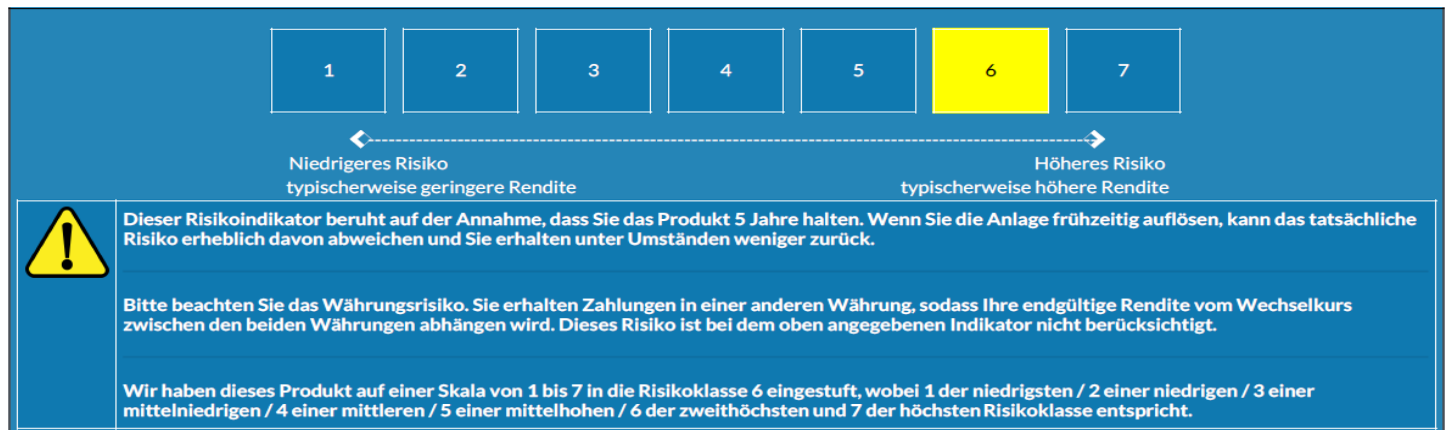 1 2 3 4 5 6 7
Niedrigeres Risiko Höheres Risiko
typischerweise geringere Rendite typischerweise höhere Rendite
Dieser Risikoindikator beruht auf der Annahme, dass Sie das Produkt 5 Jahre halten. Wenn Sie die Anlage frühzeitig auflösen, kann das tatsächliche
Risiko erheblich davon abweichen und Sie erhalten unter Umständen weniger zurück.
Bitte beachten Sie das Währungsrisiko. Sie erhalten Zahlungen in einer anderen Währung, sodass Ihre endgültige Rendite vom Wechselkurs
zwischen den beiden Währungen abhängen wird. Dieses Risiko ist bei dem oben angegebenen Indikator nicht berücksichtigt.
Wir haben dieses Produkt auf einer Skala von 1 bis 7 in die Risikoklasse 6 eingestuft, wobei 1 der niedrigsten / 2 einer niedrigen / 3 einer
mittelniedrigen / 4 einer mittleren / 5 einer mittelhohen / 6 der zweithöchsten und 7 der höchsten Risikoklasse entspricht.